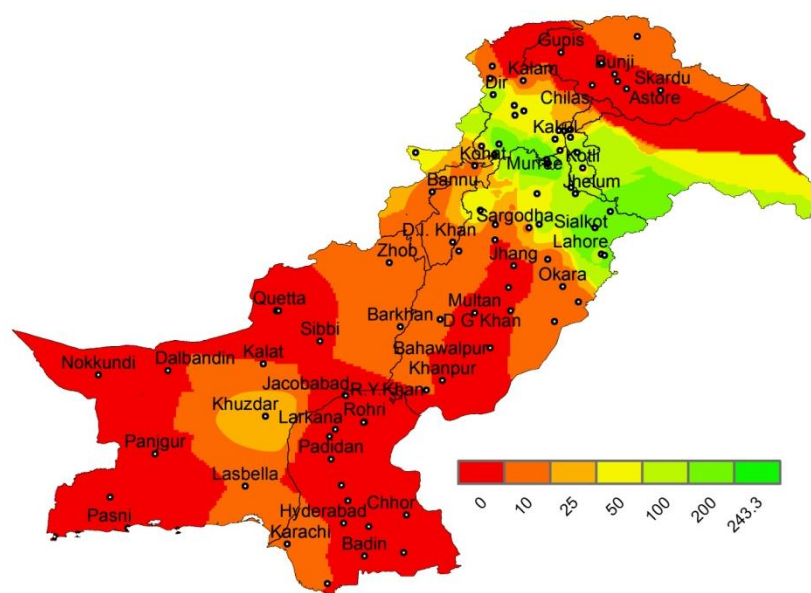 Gupis
Bunji
Kalam
Skardu
Dir
Astore
Chilas
Kakul
Kohat
Murree
Kotli
Bannu
Jhelum
Sargodha
Sialkot
D.I. Khan
Lahore
Zhob
Jhang
Okara
Quetta
Multan
Barkhan
D G Khan
Sibbi
Bahawalpur
Nokkundi
Dalbandin
Kalat
Khanpur
Jacobabad
R.Y.Khan
Khuzdar
Larkana
Rohri
Panjgur
Padidan
Lasbella
Pasni
Hyderabad
Chhor
Karachi
Badin
0 10 25 50 100 200 243.3